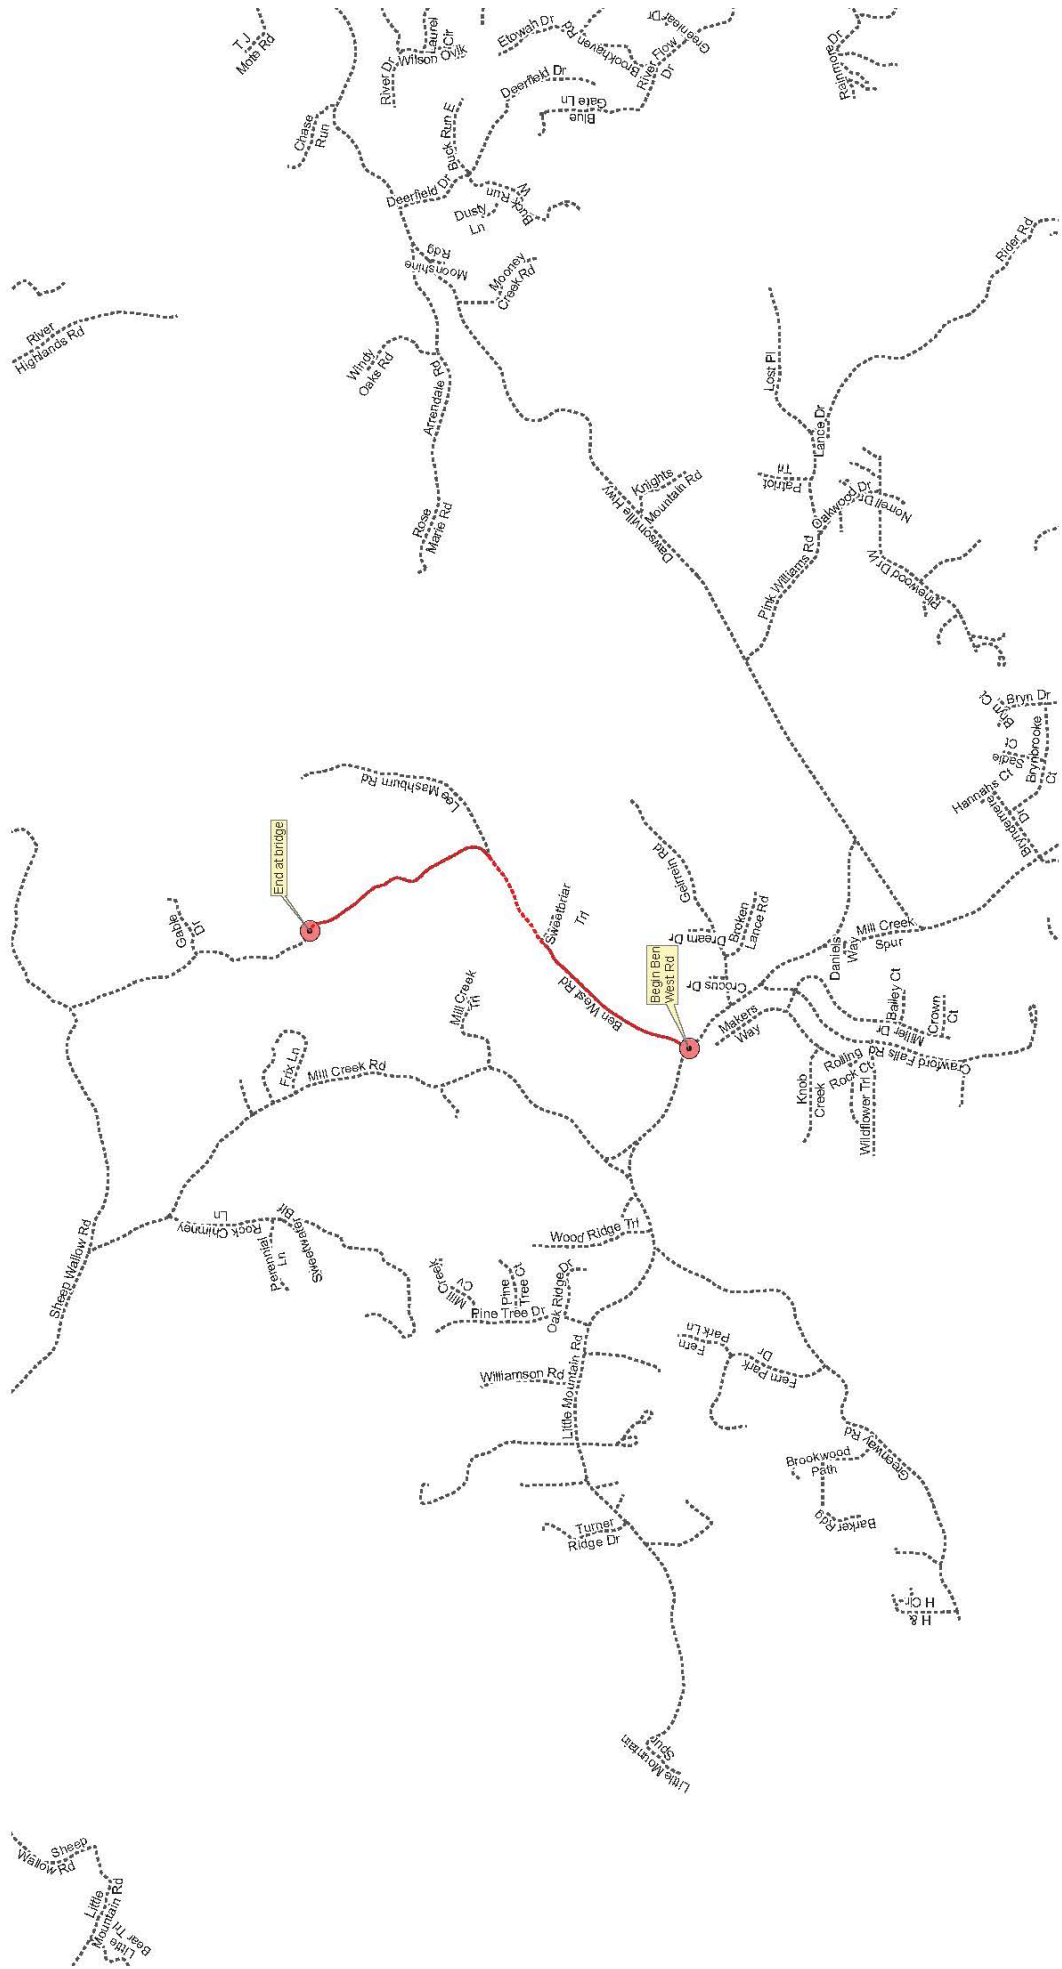 T J
Mote Rd
River Dr
Wilson
Laurel
Cir
Ovlk
Etowah Dr
Brookhaven Rd
River Flow
Dr
Greenleaf Dr
Rainmore Dr
Chase
Run
Deerfield Dr
Buck Run E
Blue
Gate Ln
Deerfield Dr
Buck Run
W
Dusty
Ln
Moonshine
Rdg
Mooney
Creek Rd
Rider Rd
River
Highlands Rd
Windy
Oaks Rd
Arrendale Rd
Lost Pl
Lance Dr
Patriot
Trl
Knights
Mountain Rd
Dawsonville Hwy
Oakwood Dr
Norrell Dr
Rose
Marie Rd
Pink Williams Rd
Pinewood Dr W
Bryn Ct
Bryn Dr
Sadie
Ct
Brynbrooke
Ct
Hannahs Ct
Bryndemere
Dr
Lee Mashburn Rd
End at bridge
Geirrein Rd
Sweetbriar
Trl
Gable
Dr
Dream Dr
Broken
Lance Rd
Mill Creek
Spur
Daniels
Way
Begin Ben
West Rd
Crocus Dr
Ben West Rd
Makers
Way
Bailey Ct
Miller Dr
Crown
Ct
Mill Creek
Trl
Frix Ln
Mill Creek Rd
Knob
Creek
Rolling
Rock Ct
Crawford Falls Rd
Wildflower Trl
Rock Chimney
Ln
Perennial
Ln
Sweetwater Blf
Sheep Wallow Rd
Wood Ridge Trl
Mill Creek
Cv
Pine
Tree Ct
Pine Tree Dr
Oak Ridge Dr
Fern
Park Ln
Fern Park
Dr
Williamson Rd
Little Mountain Rd
Greenway Rd
Brookwood
Path
Barker Rdg
Turner
Ridge Dr
H &
H Cir
Little Mountain
Spur
Sheep
Wallow Rd
Little
Mountain Rd
Little
Bear Trl